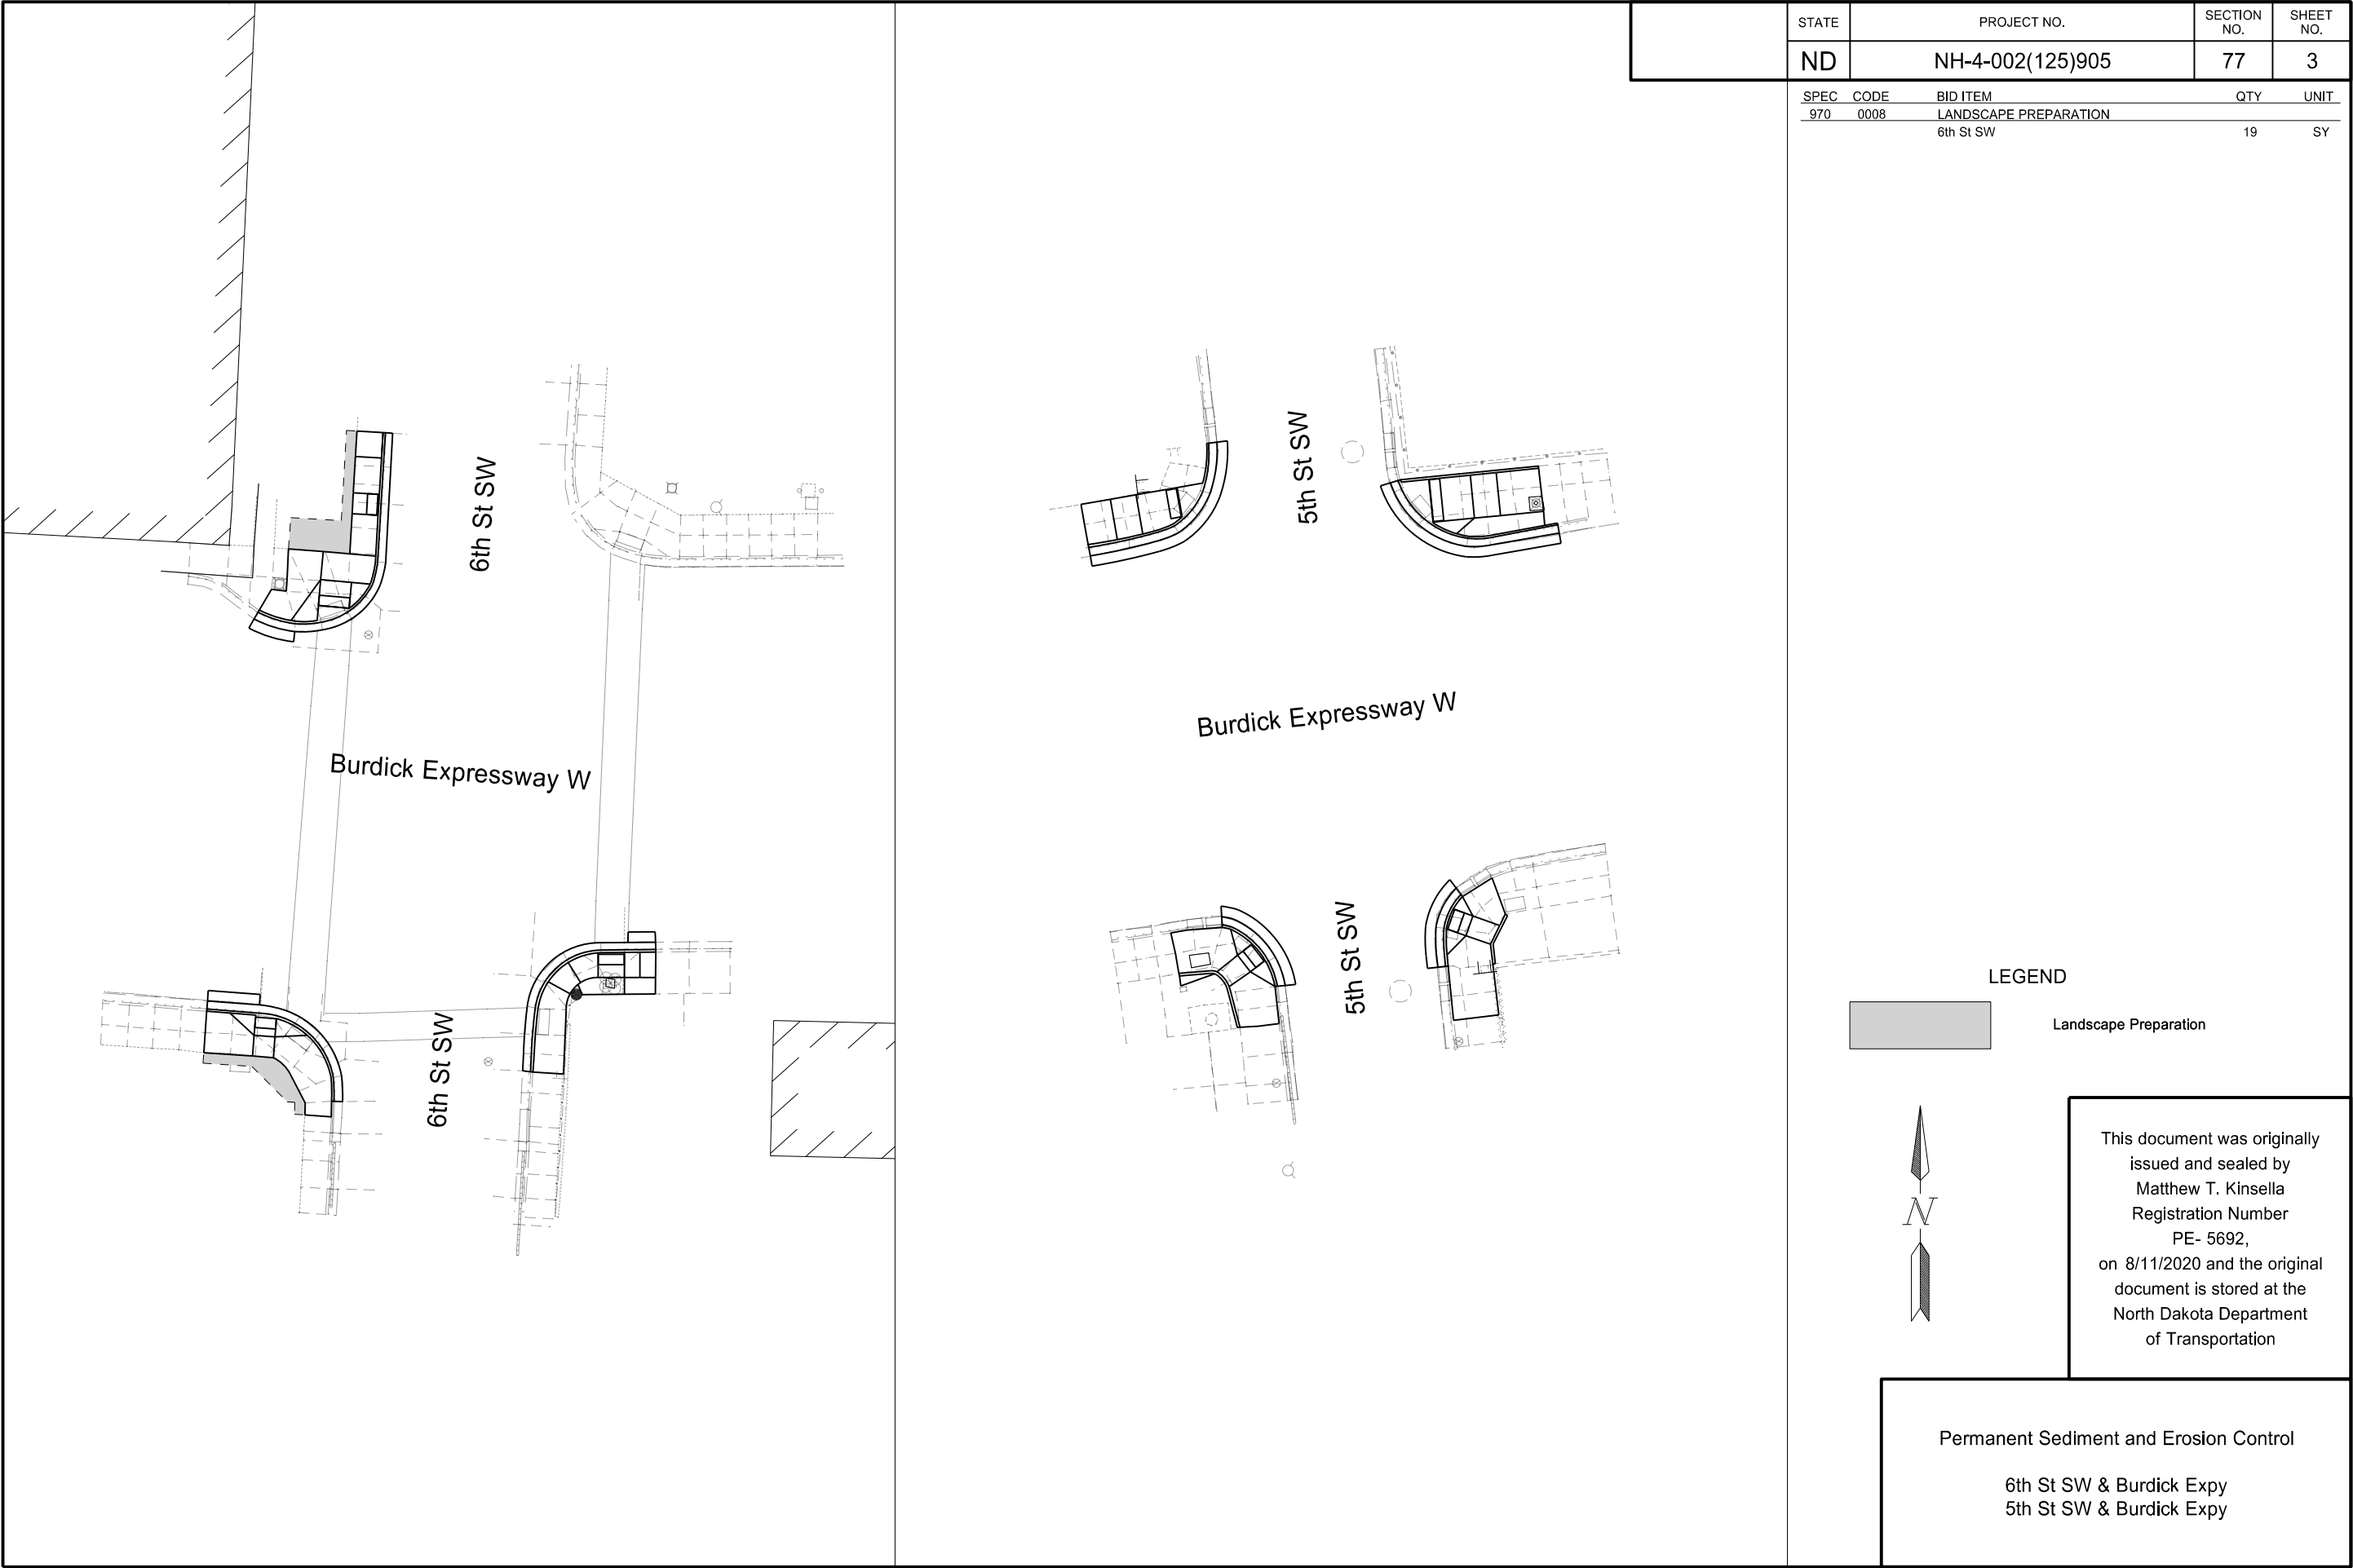 STATE PROJECT NO. SECTION NO. SHEET NO.
ND NH-4-002(125)905 77 3
SPEC CODE BID ITEM QTY UNIT
970 0008 LANDSCAPE PREPARATION
6th St SW 19 SY
6th St SW
Burdick Expressway W
6th St SW
5th St SW
Burdick Expressway W
5th St SW
LEGEND
Landscape Preparation
N
This document was originally
issued and sealed by
Matthew T. Kinsella
Registration Number
PE- 5692,
on 8/11/2020 and the original
document is stored at the
North Dakota Department
of Transportation
Permanent Sediment and Erosion Control
6th St SW & Burdick Expy
5th St SW & Burdick Expy